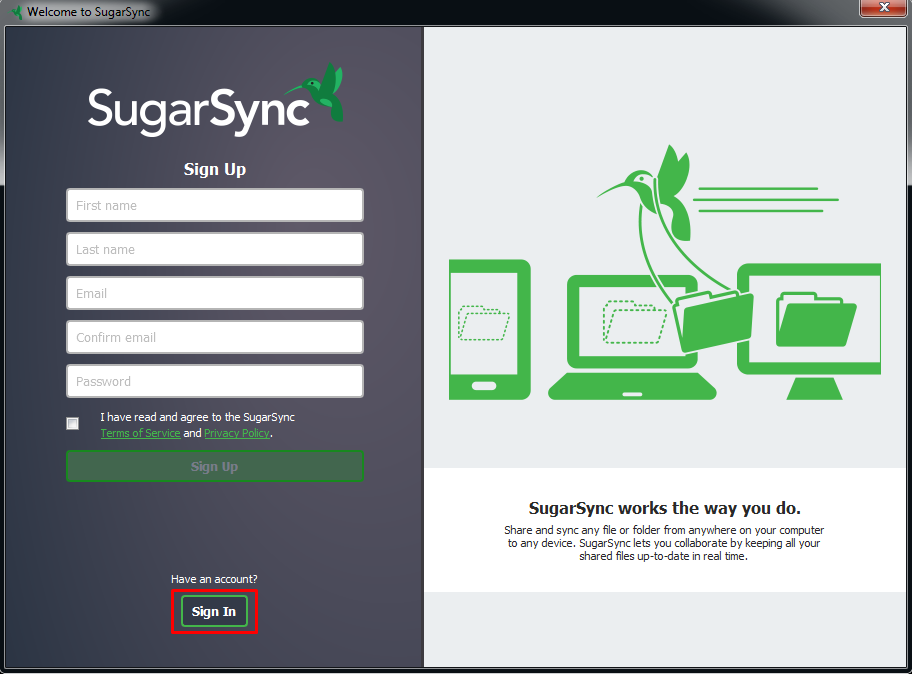 Welcome to SugarSync
SugarSync
Sign Up
First name
Last name
Email
Confirm email
Password
I have read and agree to the SugarSync
Terms of Service and Privacy Policy.
Sign Up
Have an account?
Sign In
SugarSync works the way you do.
Share and sync any file or folder from anywhere on your computer
to any device. SugarSync lets you collaborate by keeping all your
shared files up-to-date in real time.